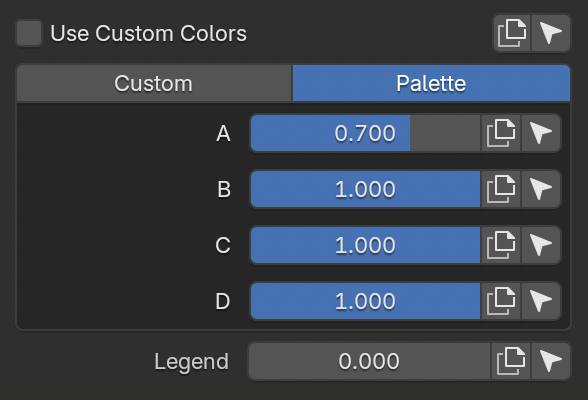 Use Custom Colors
Custom Palette
A 0.700
B 1.000
C 1.000
D 1.000
Legend 0.000